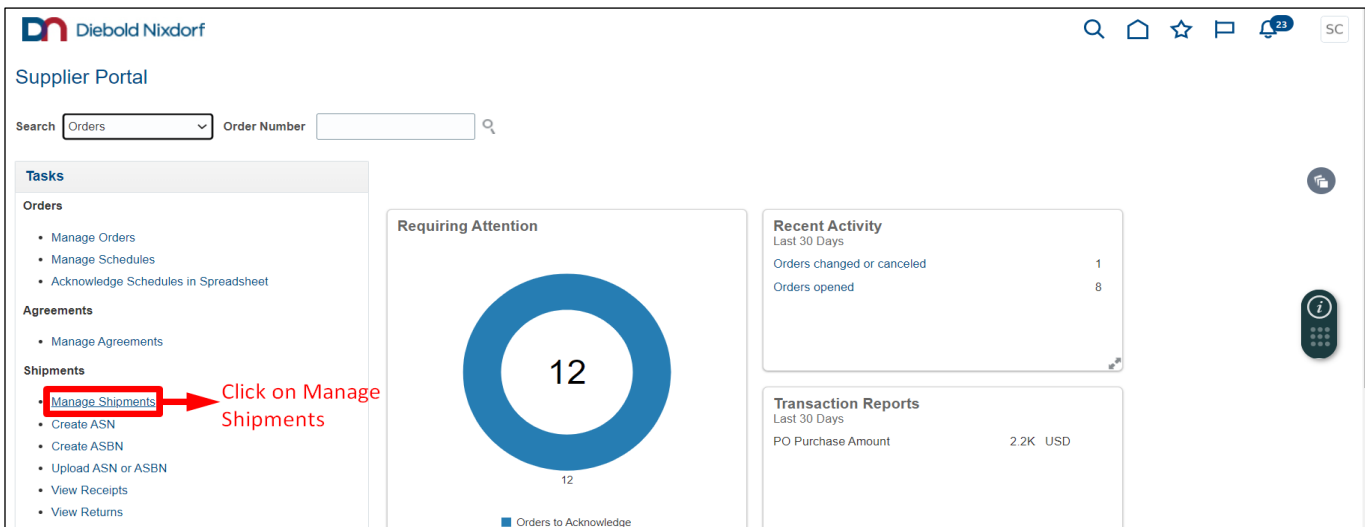 DN Diebold Nixdorf
23
SC
Supplier Portal
Search Orders Order Number
Tasks
Orders
• Manage Orders
• Manage Schedules
• Acknowledge Schedules in Spreadsheet
Agreements
• Manage Agreements
Shipments
• Manage Shipments
• Create ASN
• Create ASBN
• Upload ASN or ASBN
• View Receipts
• View Returns
Click on Manage
Shipments
Requiring Attention
12
12
Orders to Acknowledge
Recent Activity
Last 30 Days
Orders changed or canceled 1
Orders opened 8
Transaction Reports
Last 30 Days
PO Purchase Amount 2.2K USD
i